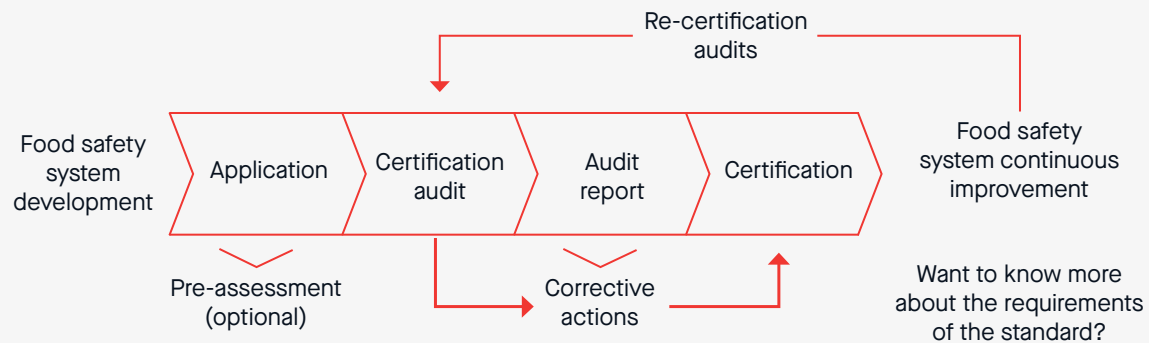 Re-certification
audits
Food safety
system
development
Application
Certification
audit
Audit
report
Certification
Food safety
system continuous
improvement
Pre-assessment
(optional)
Corrective
actions
Want to know more
about the requirements
of the standard?